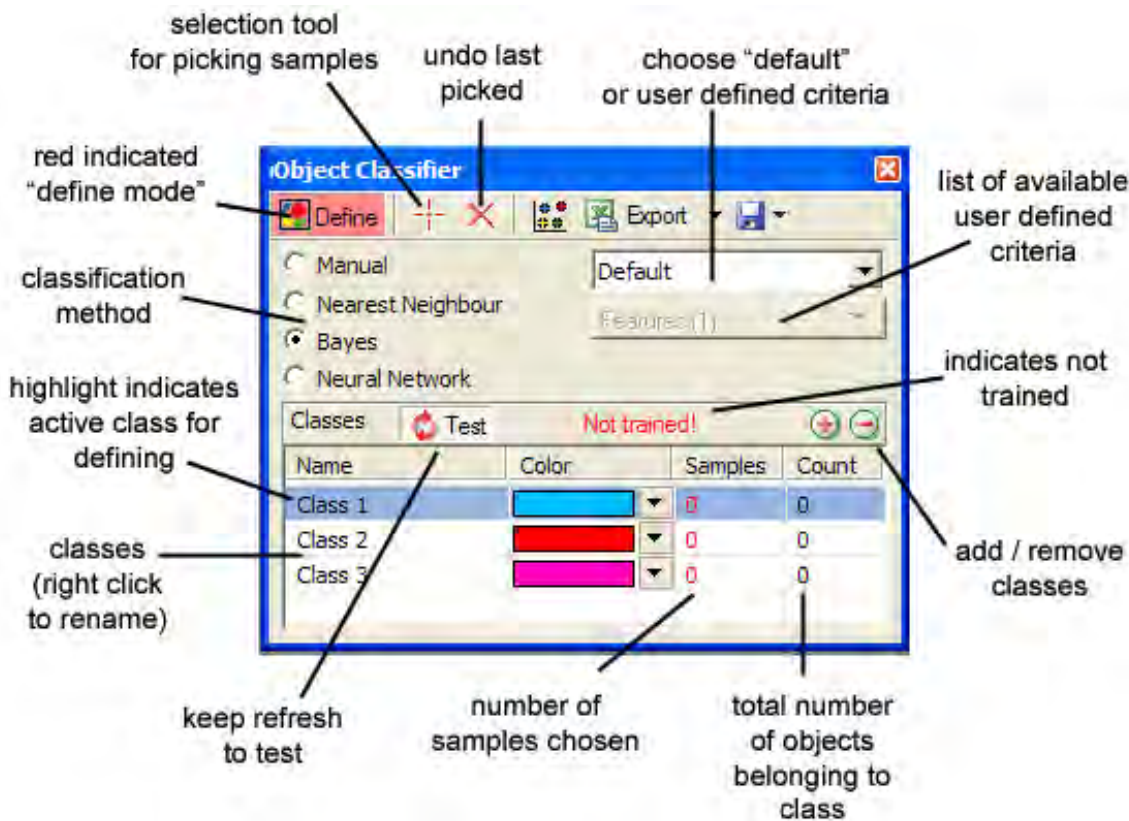 selection tool
for picking samples
undo last
picked
choose “default”
or user defined criteria
red indicated
“define mode”
list of available
user defined
criteria
classification
method
highlight indicates
active class for
defining
classes
(right click
to rename)
indicates not
trained
add / remove
classes
Object Classifier
Define
Export
Manual
Default
Nearest Neighbour
Features (1)
Bayes
Neural Network
Classes Test Not trained!
Name Color Samples Count
Class 1 0 0
Class 2 0 0
Class 3 0 0
keep refresh
to test
number of
samples chosen
total number
of objects
belonging to
class